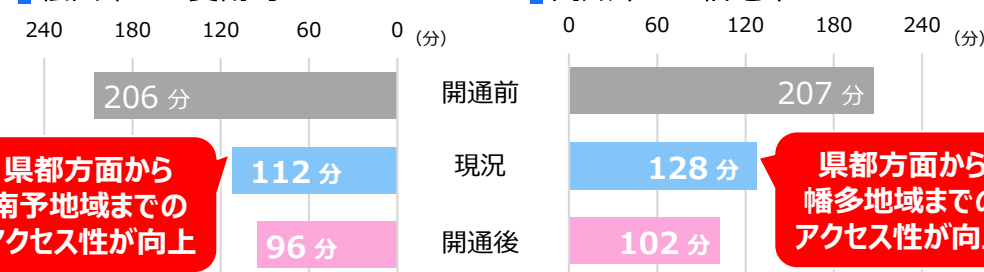 240 180 120 60 0 (分)
0 60 120 180 240 (分)
206 分
開通前
207 分
県都方面から
南予地域までの
アクセス性が向上
112 分
現況
128 分
県都方面から
幡多地域までの
アクセス性が向上
96 分
開通後
102 分